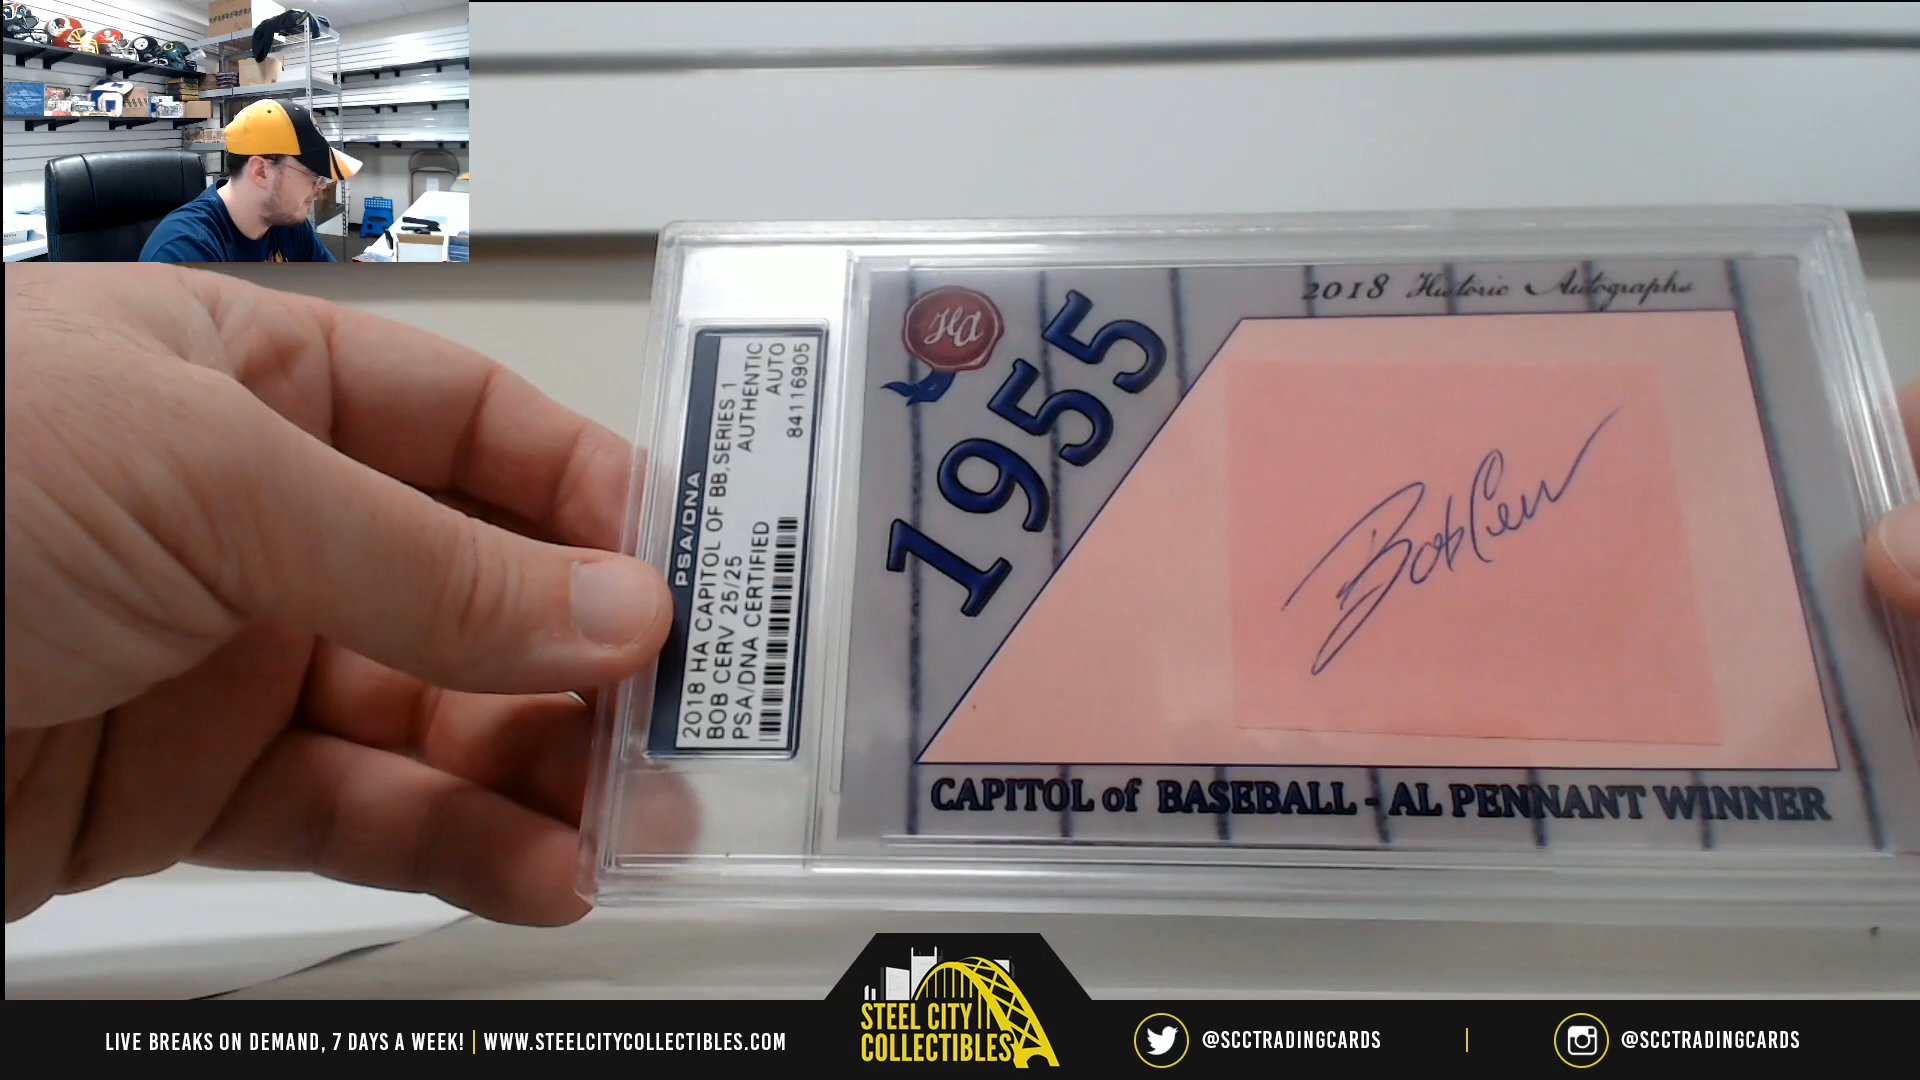 PSA/DNA
2018 HA CAPITOL OF BB, SERIES 1
BOB CERV 25/25 AUTHENTIC
PSA/DNA CERTIFIED AUTO
84116905
HA
1955
2018 Historic Autographs
Bob Cerv
CAPITOL of BASEBALL - AL PENNANT WINNER
LIVE BREAKS ON DEMAND, 7 DAYS A WEEK! | WWW.STEELCITYCOLLECTIBLES.COM
STEEL CITY
COLLECTIBLES
@SCCTRADINGCARDS
@SCCTRADINGCARDS